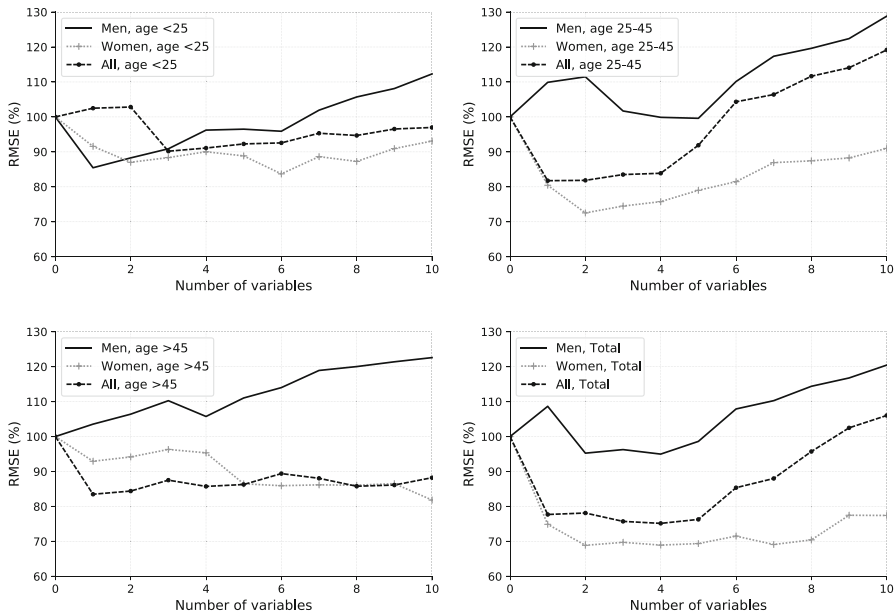 130
120
110
100
90
80
70
60
RMSE (%)
Men, age <25
Women, age <25
All, age <25
0 2 4 6 8 10
Number of variables
130
120
110
100
90
80
70
60
RMSE (%)
Men, age 25–45
Women, age 25–45
All, age 25–45
0 2 4 6 8 10
Number of variables
130
120
110
100
90
80
70
60
RMSE (%)
Men, age >45
Women, age >45
All, age >45
0 2 4 6 8 10
Number of variables
130
120
110
100
90
80
70
60
RMSE (%)
Men, Total
Women, Total
All, Total
0 2 4 6 8 10
Number of variables